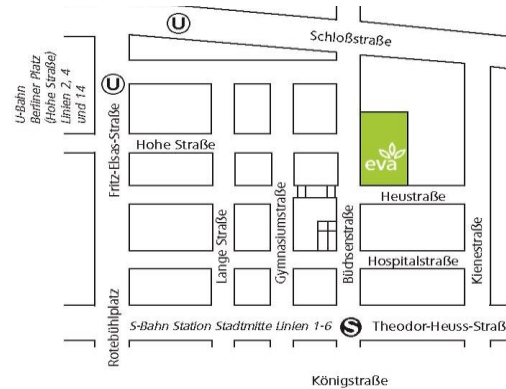 U
Schloßstraße
U-Bahn
Berliner Platz
(Hohe Straße)
Linien 2, 4
und 14
U
Fritz-Elsas-Straße
Hohe Straße
eva
Heustraße
Lange Straße
Gymnasiumstraße
Büchsenstraße
Kienestraße
Hospitalstraße
Rotebühlplatz
S-Bahn Station Stadtmitte Linien 1-6
S
Theodor-Heuss-Straß
Königstraße